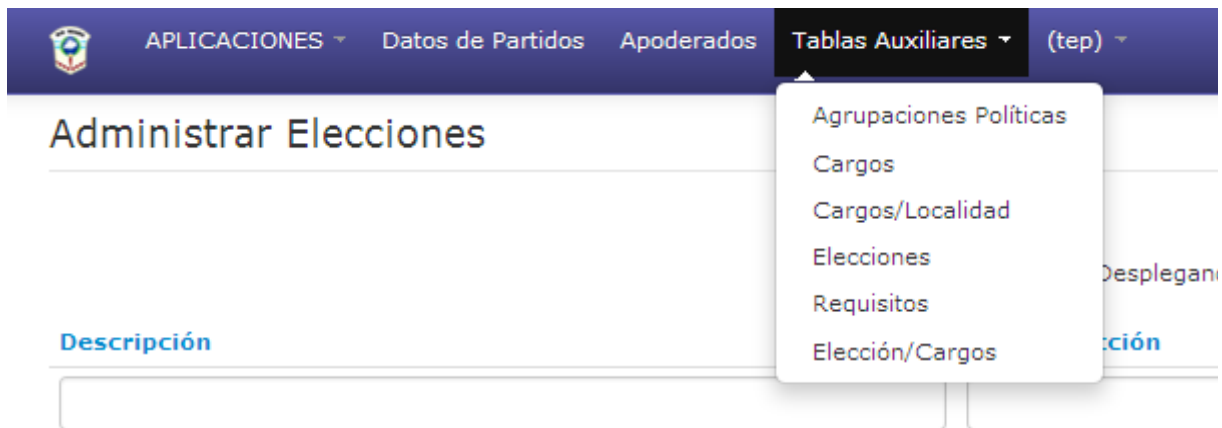 APLICACIONES Datos de Partidos Apoderados Tablas Auxiliares (tep)
Administrar Elecciones
Agrupaciones Políticas
Cargos
Cargos/Localidad
Elecciones
Requisitos
Elección/Cargos
Desplegan
Descripción cción